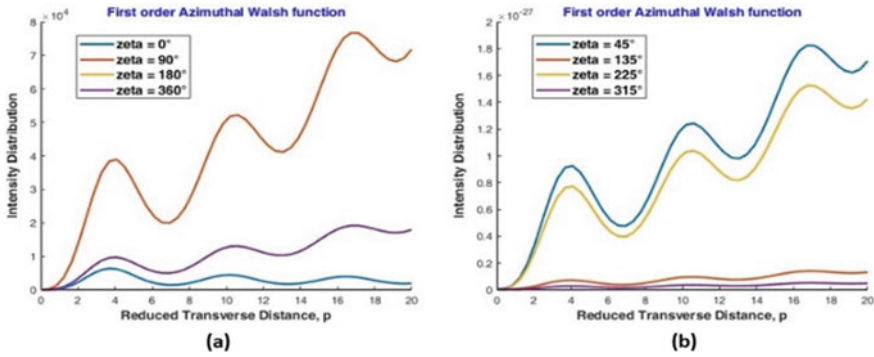 First order Azimuthal Walsh function
×10⁴
8
7
6
5
4
3
2
1
0
zeta = 0°
zeta = 90°
zeta = 180°
zeta = 360°
Intensity Distribution
0 2 4 6 8 10 12 14 16 18 20
Reduced Transverse Distance, p
(a)
First order Azimuthal Walsh function
×10⁻²⁷
2
1.8
1.6
1.4
1.2
1
0.8
0.6
0.4
0.2
0
zeta = 45°
zeta = 135°
zeta = 225°
zeta = 315°
Intensity Distribution
0 2 4 6 8 10 12 14 16 18 20
Reduced Transverse Distance, p
(b)